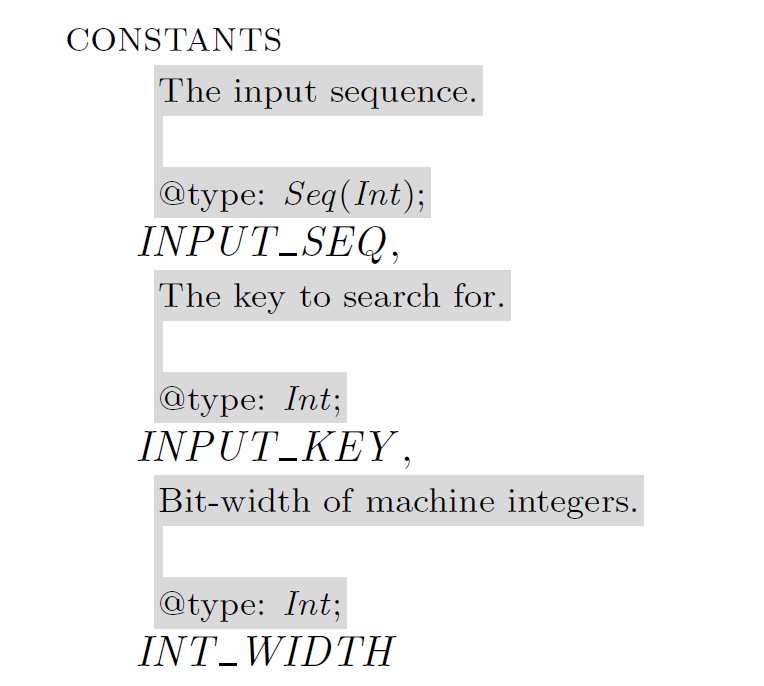 CONSTANTS
The input sequence.
@type: Seq(Int);
INPUT_SEQ,
The key to search for.
@type: Int;
INPUT_KEY,
Bit-width of machine integers.
@type: Int;
INT_WIDTH